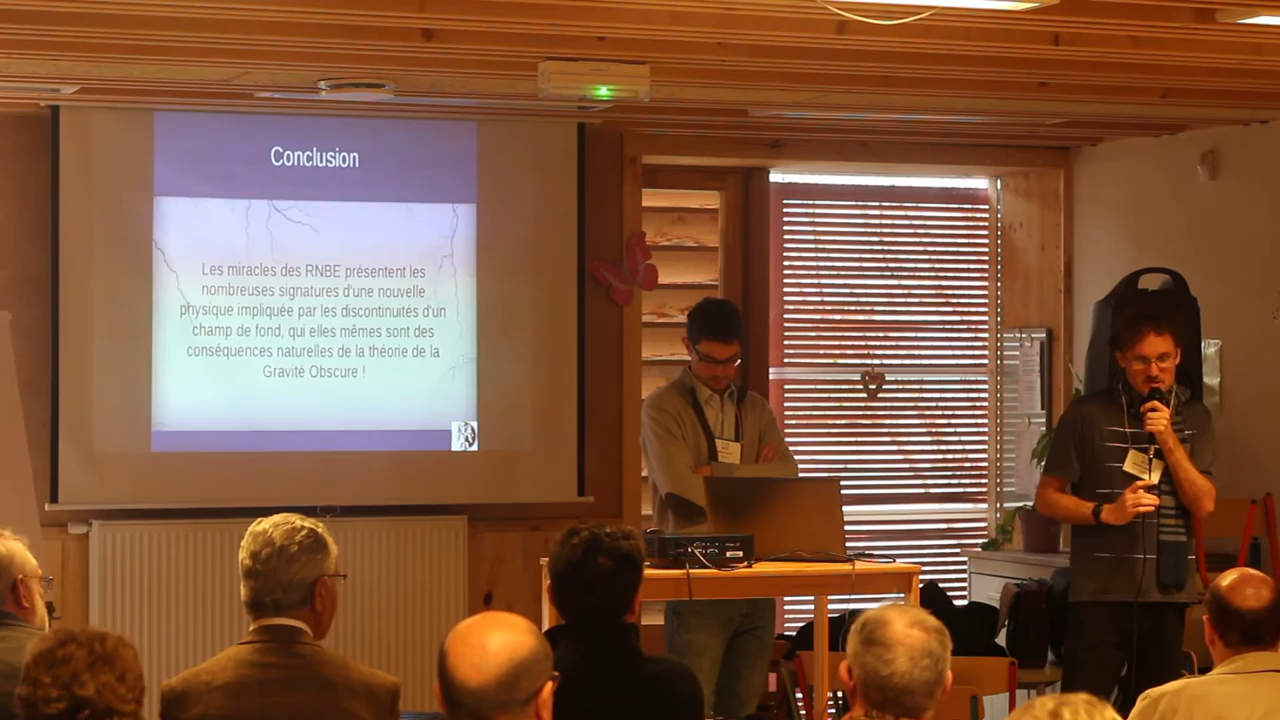 Conclusion
Les miracles des RNBE présentent les
nombreuses signatures d'une nouvelle
physique impliquée par les discontinuités d'un
champ de fond, qui elles mêmes sont des
conséquences naturelles de la théorie de la
Gravité Obscure !